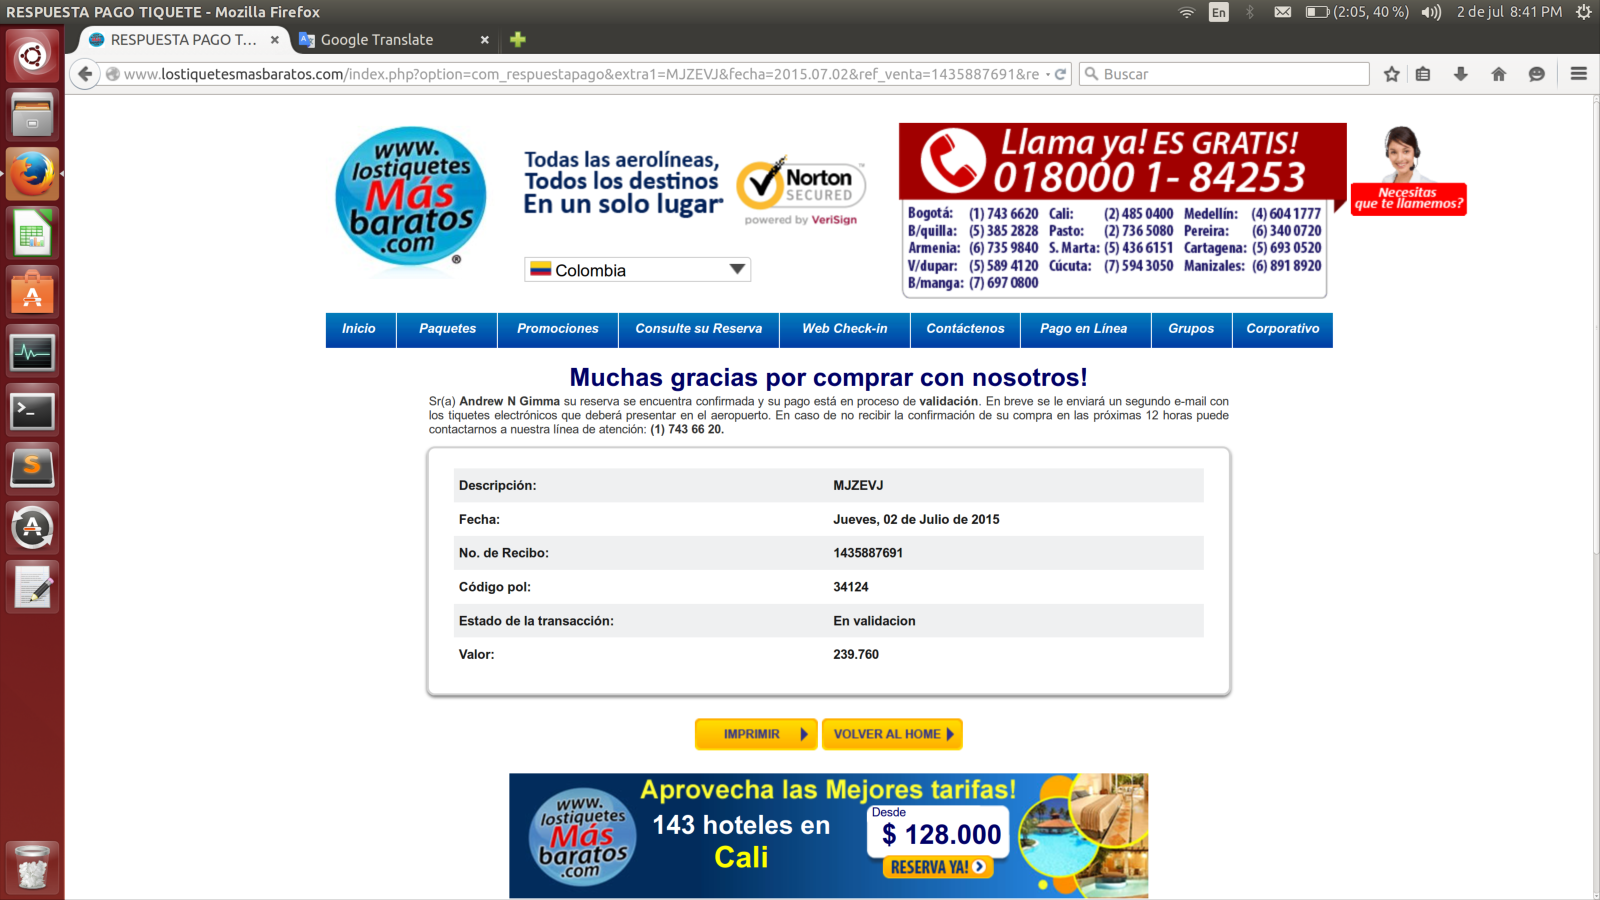 RESPUESTA PAGO TIQUETE - Mozilla Firefox
En
(2:05, 40 %)
2 de jul 8:41 PM
RESPUESTA PAGO T...
Google Translate
www.lostiquetesmasbaratos.com/index.php?option=com_respuestapago&extra1=MJZEVJ&fecha=2015.07.02&ref_venta=1435887691&re
Buscar
www.
lostiquetes
Más
baratos
.com
®
Todas las aerolíneas,
Todos los destinos
En un solo lugar®
Norton
SECURED
powered by VeriSign
Colombia
Llama ya! ES GRATIS!
018000 1- 84253
Necesitas
que te llamemos?
Bogotá: (1) 743 6620 Cali: (2) 485 0400 Medellín: (4) 604 1777
B/quilla: (5) 385 2828 Pasto: (2) 736 5080 Pereira: (6) 340 0720
Armenia: (6) 735 9840 S. Marta: (5) 436 6151 Cartagena: (5) 693 0520
V/dupar: (5) 589 4120 Cúcuta: (7) 594 3050 Manizales: (6) 891 8920
B/manga: (7) 697 0800
Inicio Paquetes Promociones Consulte su Reserva Web Check-in Contáctenos Pago en Línea Grupos Corporativo
Muchas gracias por comprar con nosotros!
Sr(a) Andrew N Gimma su reserva se encuentra confirmada y su pago está en proceso de validación. En breve se le enviará un segundo e-mail con
los tiquetes electrónicos que deberá presentar en el aeropuerto. En caso de no recibir la confirmación de su compra en las próximas 12 horas puede
contactarnos a nuestra línea de atención: (1) 743 66 20.
Descripción: MJZEVJ
Fecha: Jueves, 02 de Julio de 2015
No. de Recibo: 1435887691
Código pol: 34124
Estado de la transacción: En validacion
Valor: 239.760
IMPRIMIR
VOLVER AL HOME
www.
lostiquetes
Más
baratos
.com
Aprovecha las Mejores tarifas!
143 hoteles en
Cali
Desde
$ 128.000
RESERVA YA!